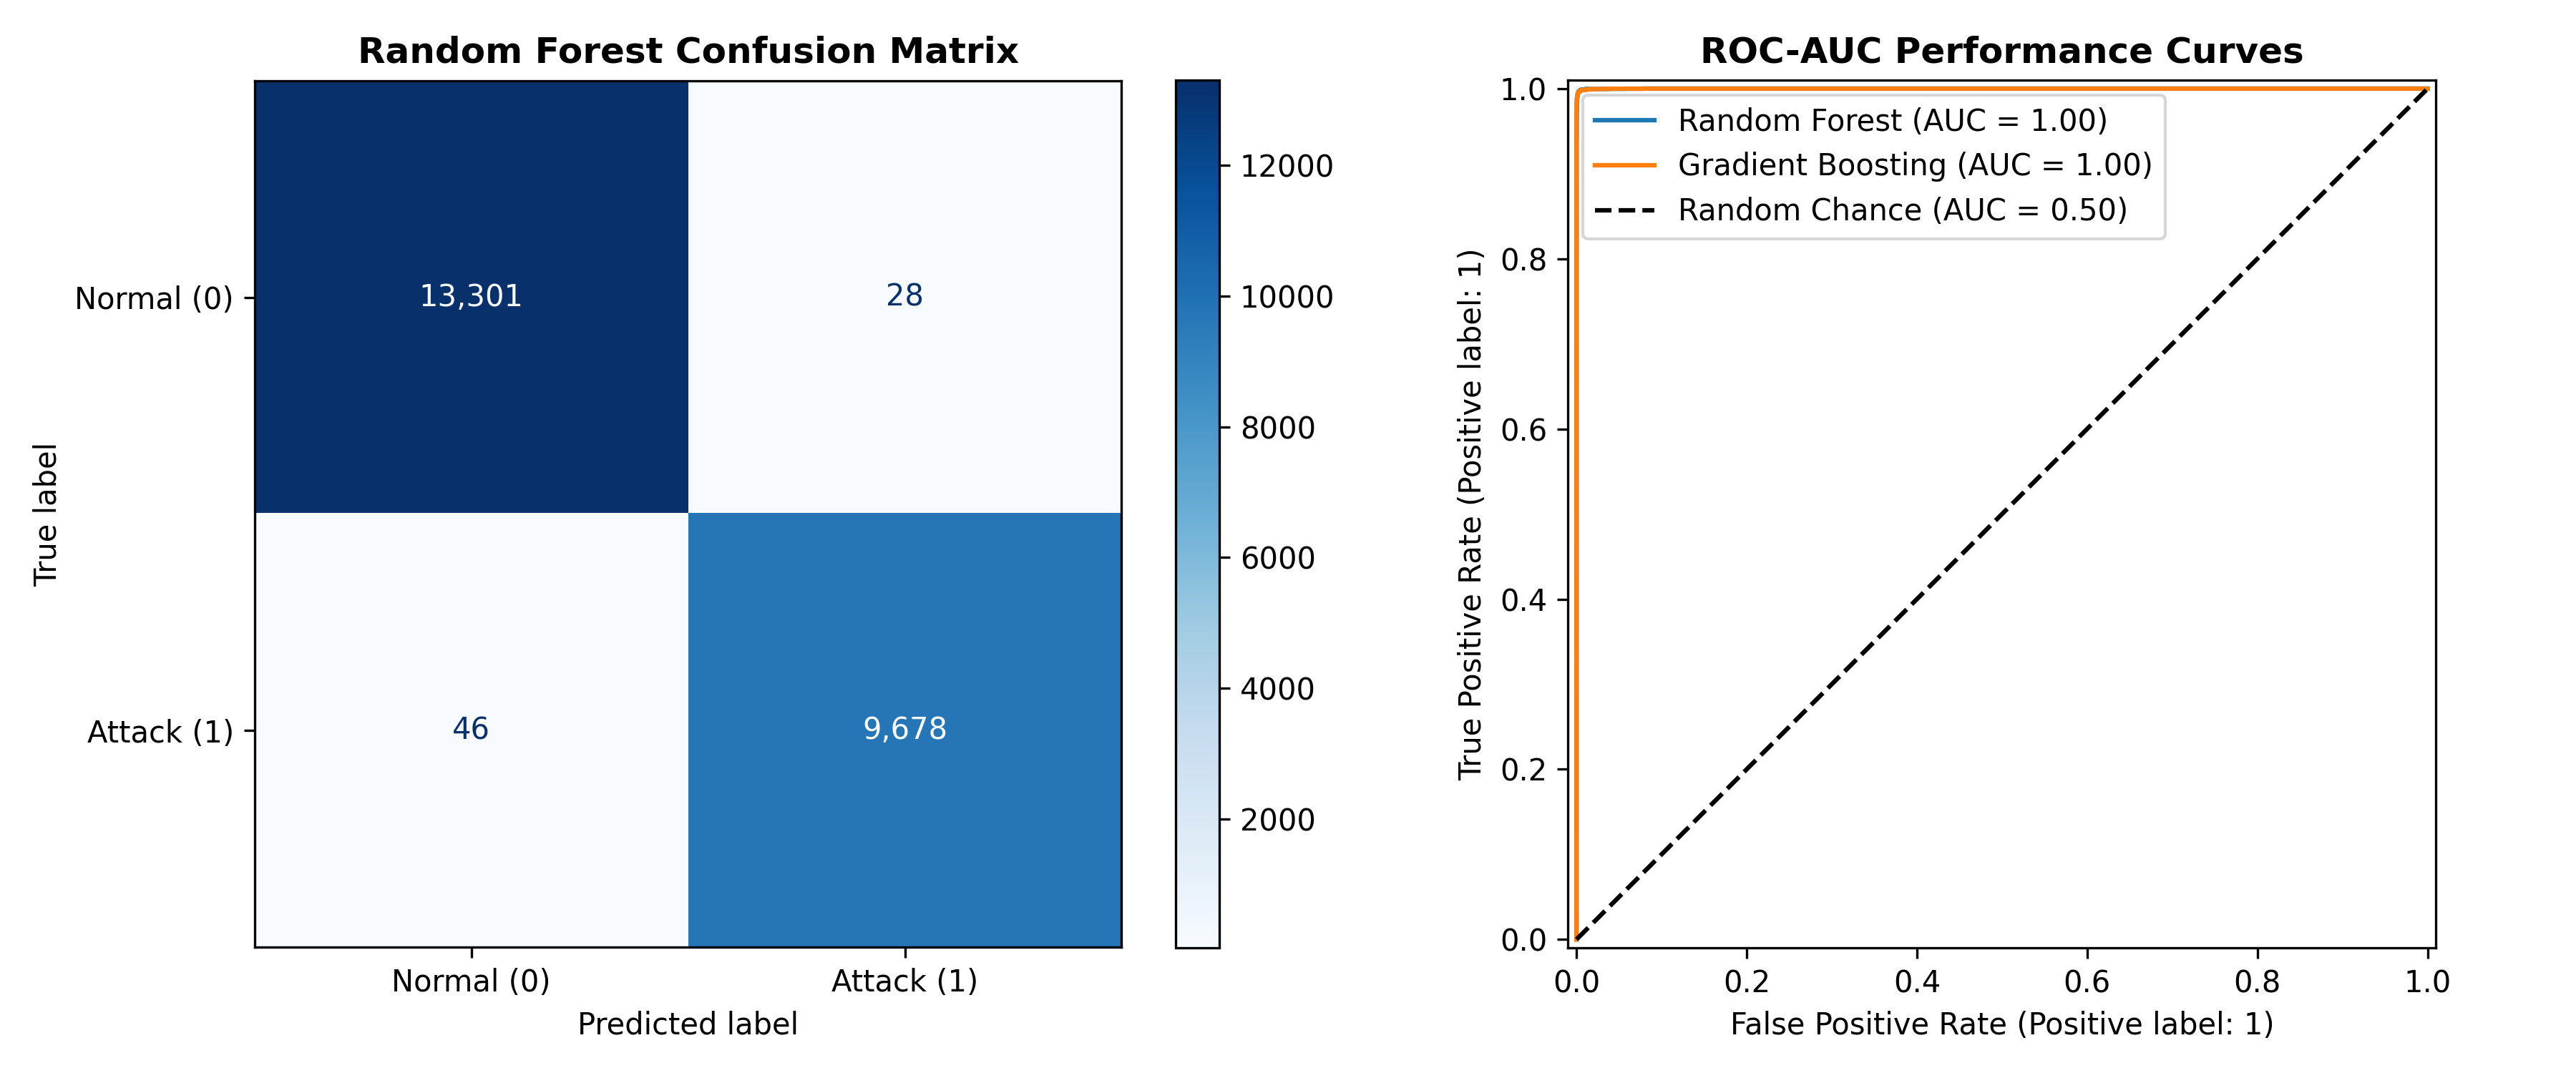 Random Forest Confusion Matrix
True label
Normal (0)
Attack (1)
13,301
28
46
9,678
Normal (0)
Attack (1)
Predicted label
12000
10000
8000
6000
4000
2000
ROC-AUC Performance Curves
True Positive Rate (Positive label: 1)
1.0
0.8
0.6
0.4
0.2
0.0
Random Forest (AUC = 1.00)
Gradient Boosting (AUC = 1.00)
Random Chance (AUC = 0.50)
0.0
0.2
0.4
0.6
0.8
1.0
False Positive Rate (Positive label: 1)